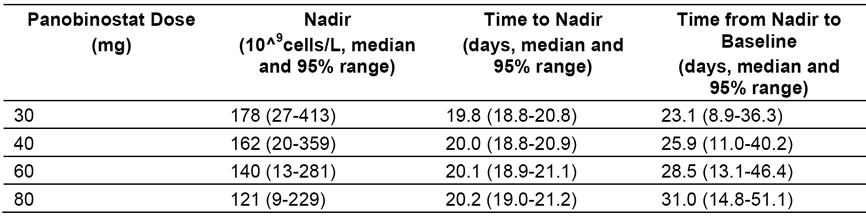 Panobinostat Dose Nadir Time to Nadir Time from Nadir to
(mg) (10^⁹cells/L, median (days, median and Baseline
and 95% range) 95% range) (days, median and
95% range)
30 178 (27-413) 19.8 (18.8-20.8) 23.1 (8.9-36.3)
40 162 (20-359) 20.0 (18.8-20.9) 25.9 (11.0-40.2)
60 140 (13-281) 20.1 (18.9-21.1) 28.5 (13.1-46.4)
80 121 (9-229) 20.2 (19.0-21.2) 31.0 (14.8-51.1)